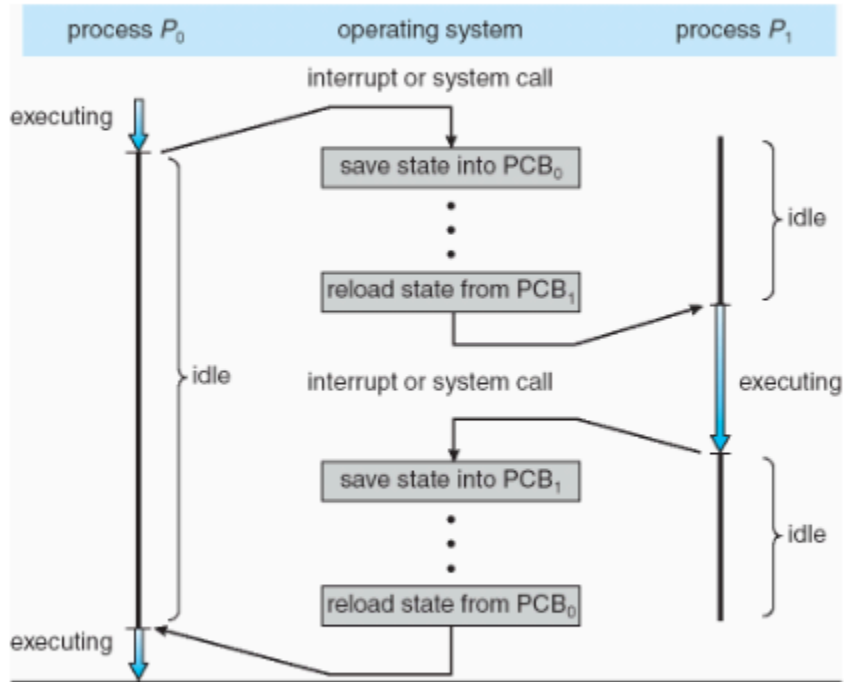 process P₀ operating system process P₁
interrupt or system call
executing
save state into PCB₀
idle
reload state from PCB₁
idle
interrupt or system call
executing
save state into PCB₁
idle
reload state from PCB₀
executing